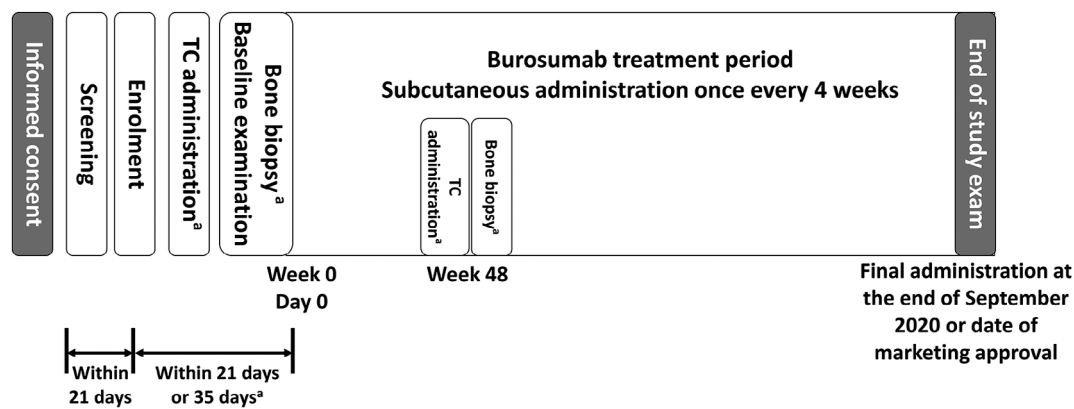 Informed consent
Screening
Enrolment
TC administrationᵃ
Bone biopsyᵃ
Baseline examination
Burosumab treatment period
Subcutaneous administration once every 4 weeks
TC
administrationᵃ
Bone biopsyᵃ
End of study exam
Week 0
Day 0
Week 48
Final administration at
the end of September
2020 or date of
marketing approval
Within
21 days
Within 21 days
or 35 daysᵃ